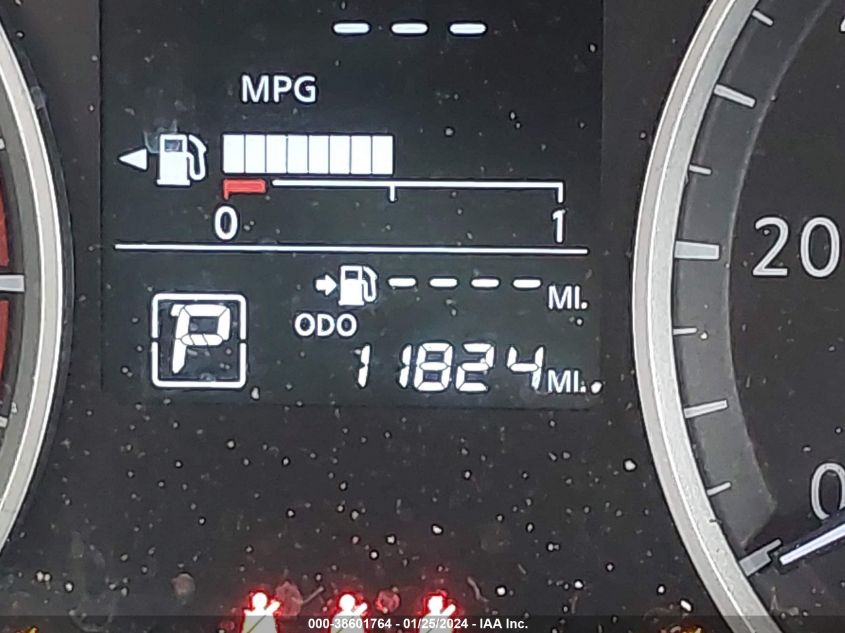 — — —
MPG
0 1
20
— — — — MI.
ODO
11824 MI.
P
0
000-38601764 - 01/25/2024 - IAA Inc.